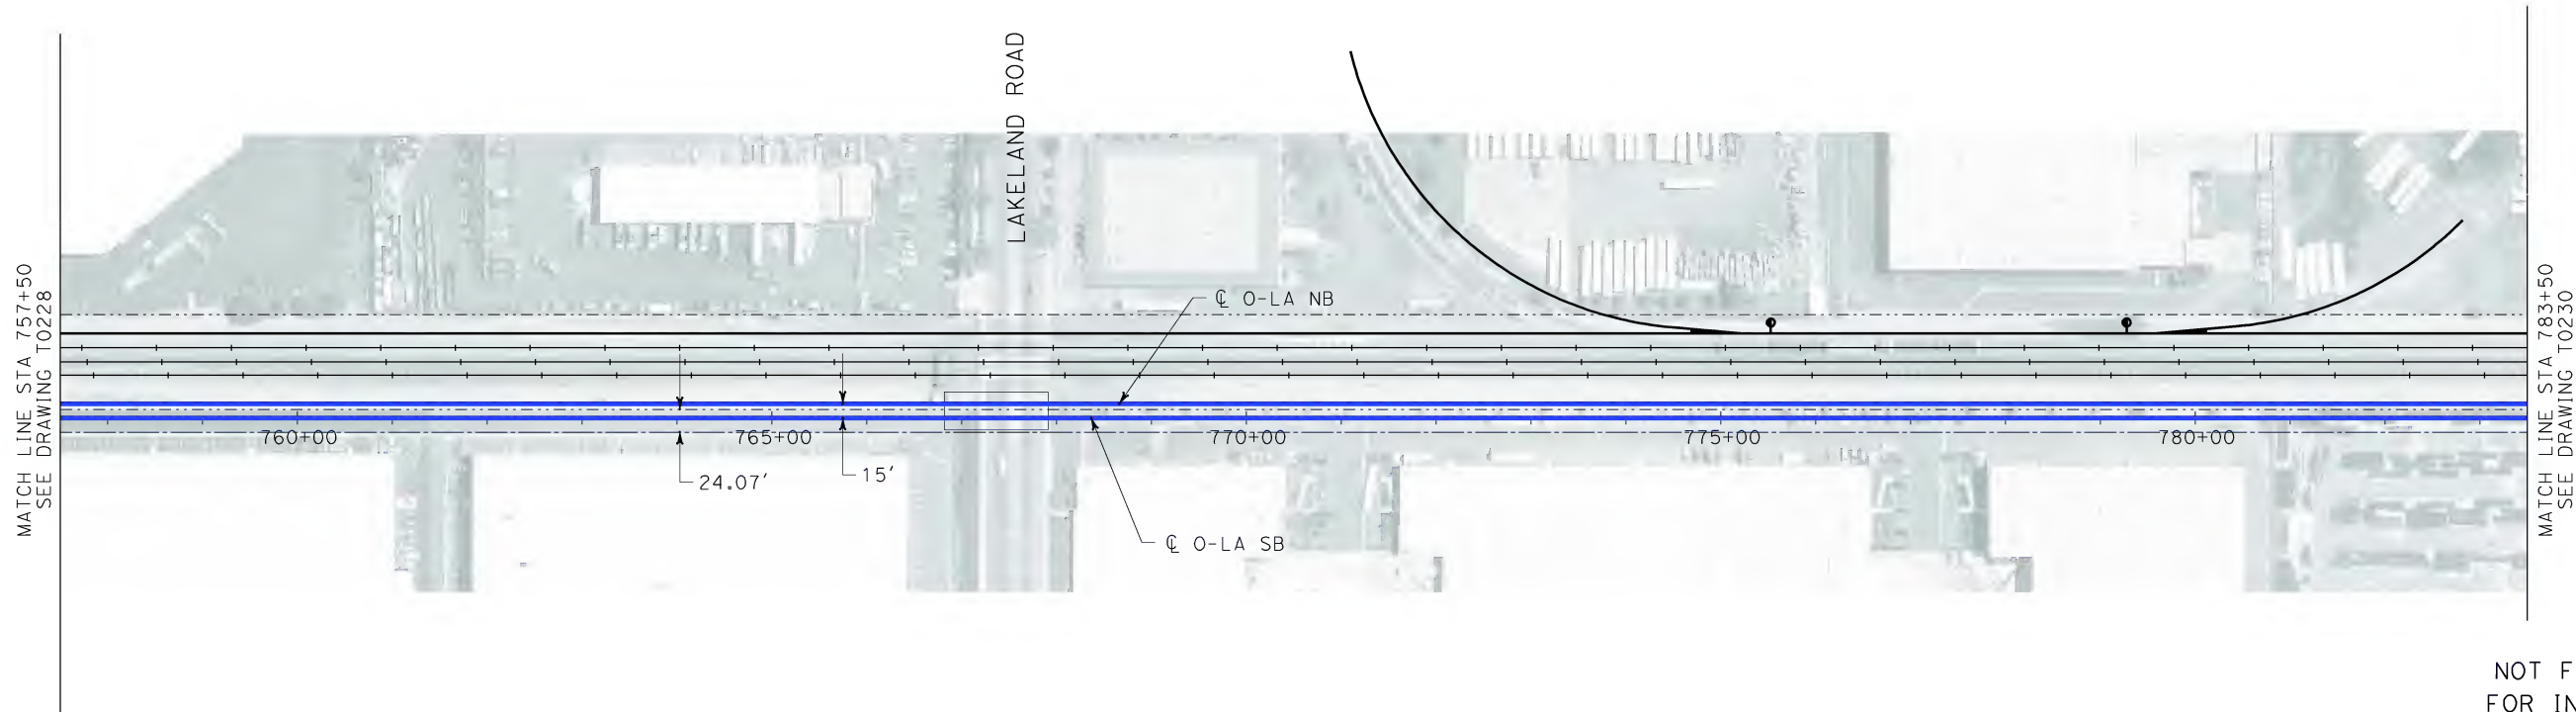 MATCH LINE STA 757+50
SEE DRAWING T0228
LAKELAND ROAD
℄ O-LA NB
760+00
765+00
770+00
775+00
780+00
24.07'
15'
℄ O-LA SB
MATCH LINE STA 783+50
SEE DRAWING T0230
NOT F
FOR IN